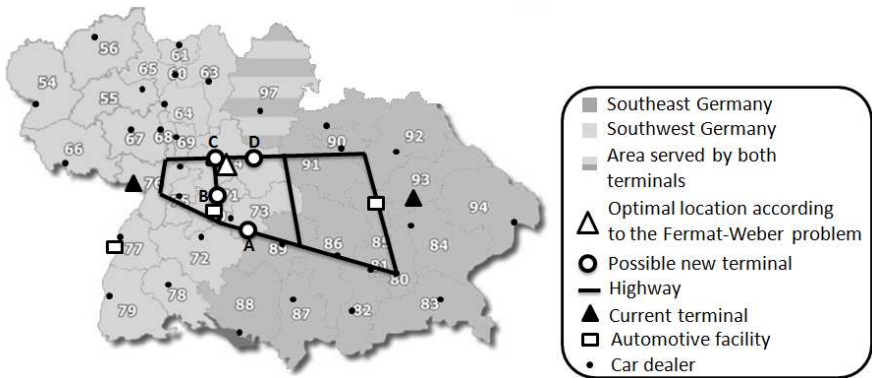 56
61
65
60
63
54
97
55
64
67
68
69
C
D
90
92
66
91
76
93
B
71
73
94
A
77
72
89
86
85
84
81
80
78
79
88
87
82
83
Southeast Germany
Southwest Germany
Area served by both
terminals
Optimal location according
to the Fermat-Weber problem
Possible new terminal
Highway
Current terminal
Automotive facility
Car dealer